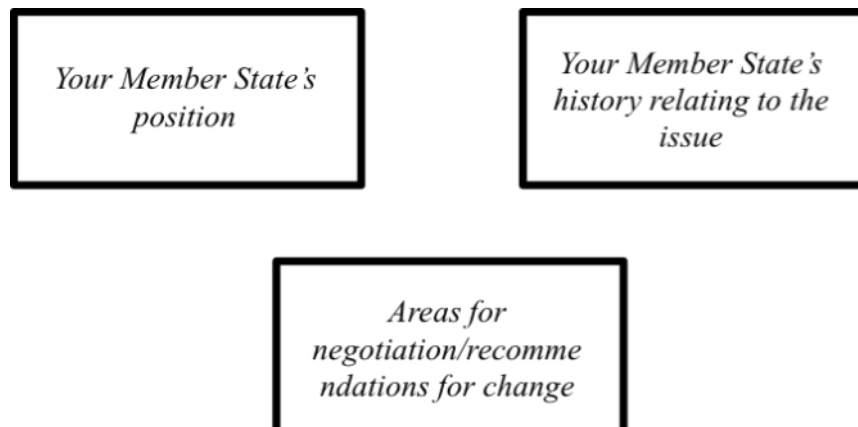 Your Member State’s
position
Your Member State’s
history relating to the
issue
Areas for
negotiation/recomme
ndations for change